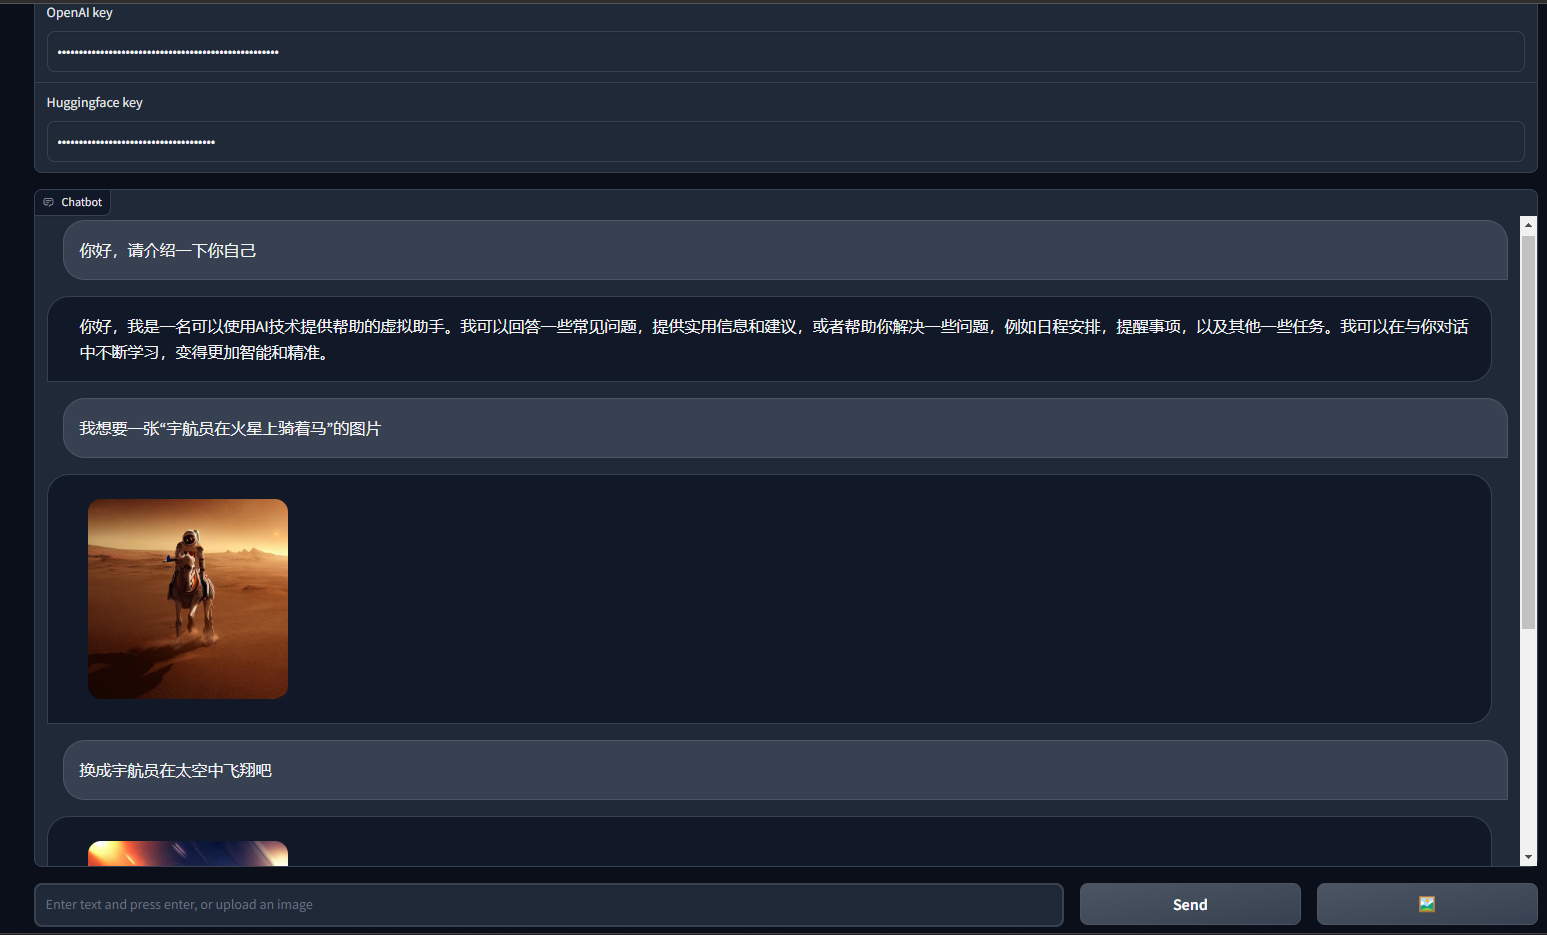 OpenAI key
Huggingface key
Chatbot
你好，请介绍一下你自己
你好，我是一名可以使用AI技术提供帮助的虚拟助手。我可以回答一些常见问题，提供实用信息和建议，或者帮助你解决一些问题，例如日程安排，提醒事项，以及其他一些任务。我可以在与你对话
中不断学习，变得更加智能和精准。
我想要一张“宇航员在火星上骑着马”的图片
换成宇航员在太空中飞翔吧
Enter text and press enter, or upload an image
Send